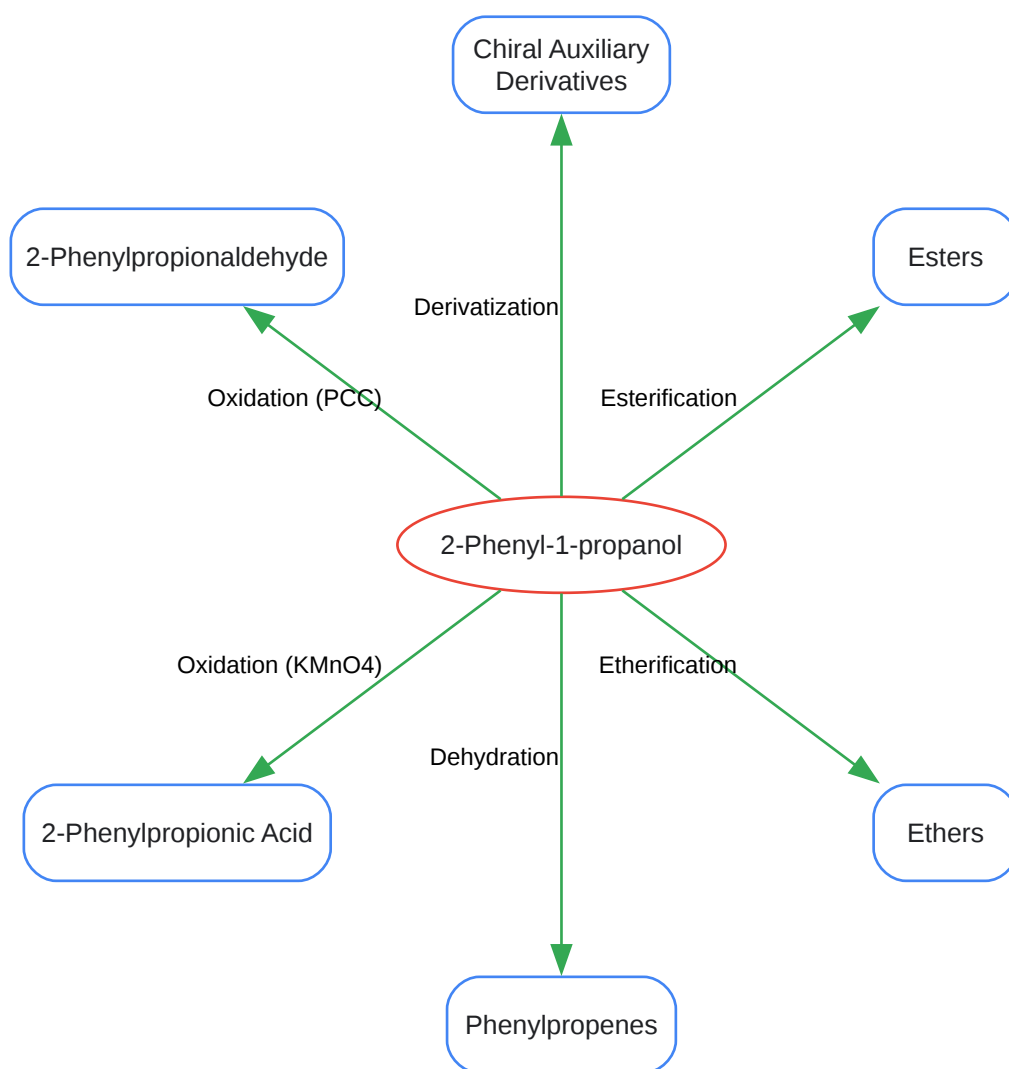 Chiral Auxiliary
Derivatives
2-Phenylpropionaldehyde
Esters
Derivatization
Oxidation (PCC)
Esterification
2-Phenyl-1-propanol
Oxidation (KMnO4)
Etherification
Dehydration
2-Phenylpropionic Acid
Ethers
Phenylpropenes